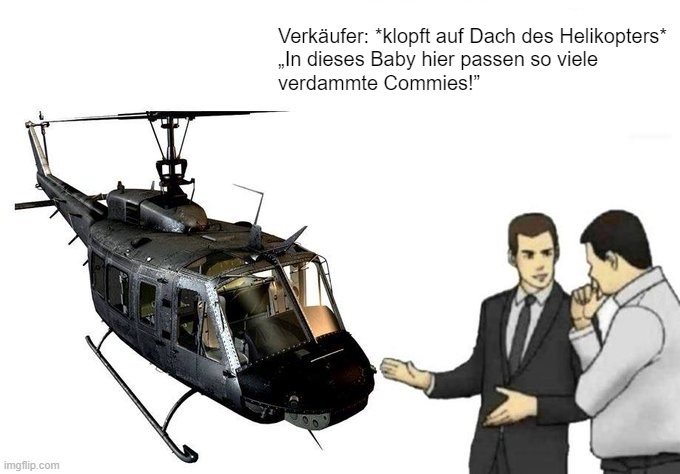 Verkäufer: *klopft auf Dach des Helikopters*
„In dieses Baby hier passen so viele
verdammte Commies!”
imgflip.com